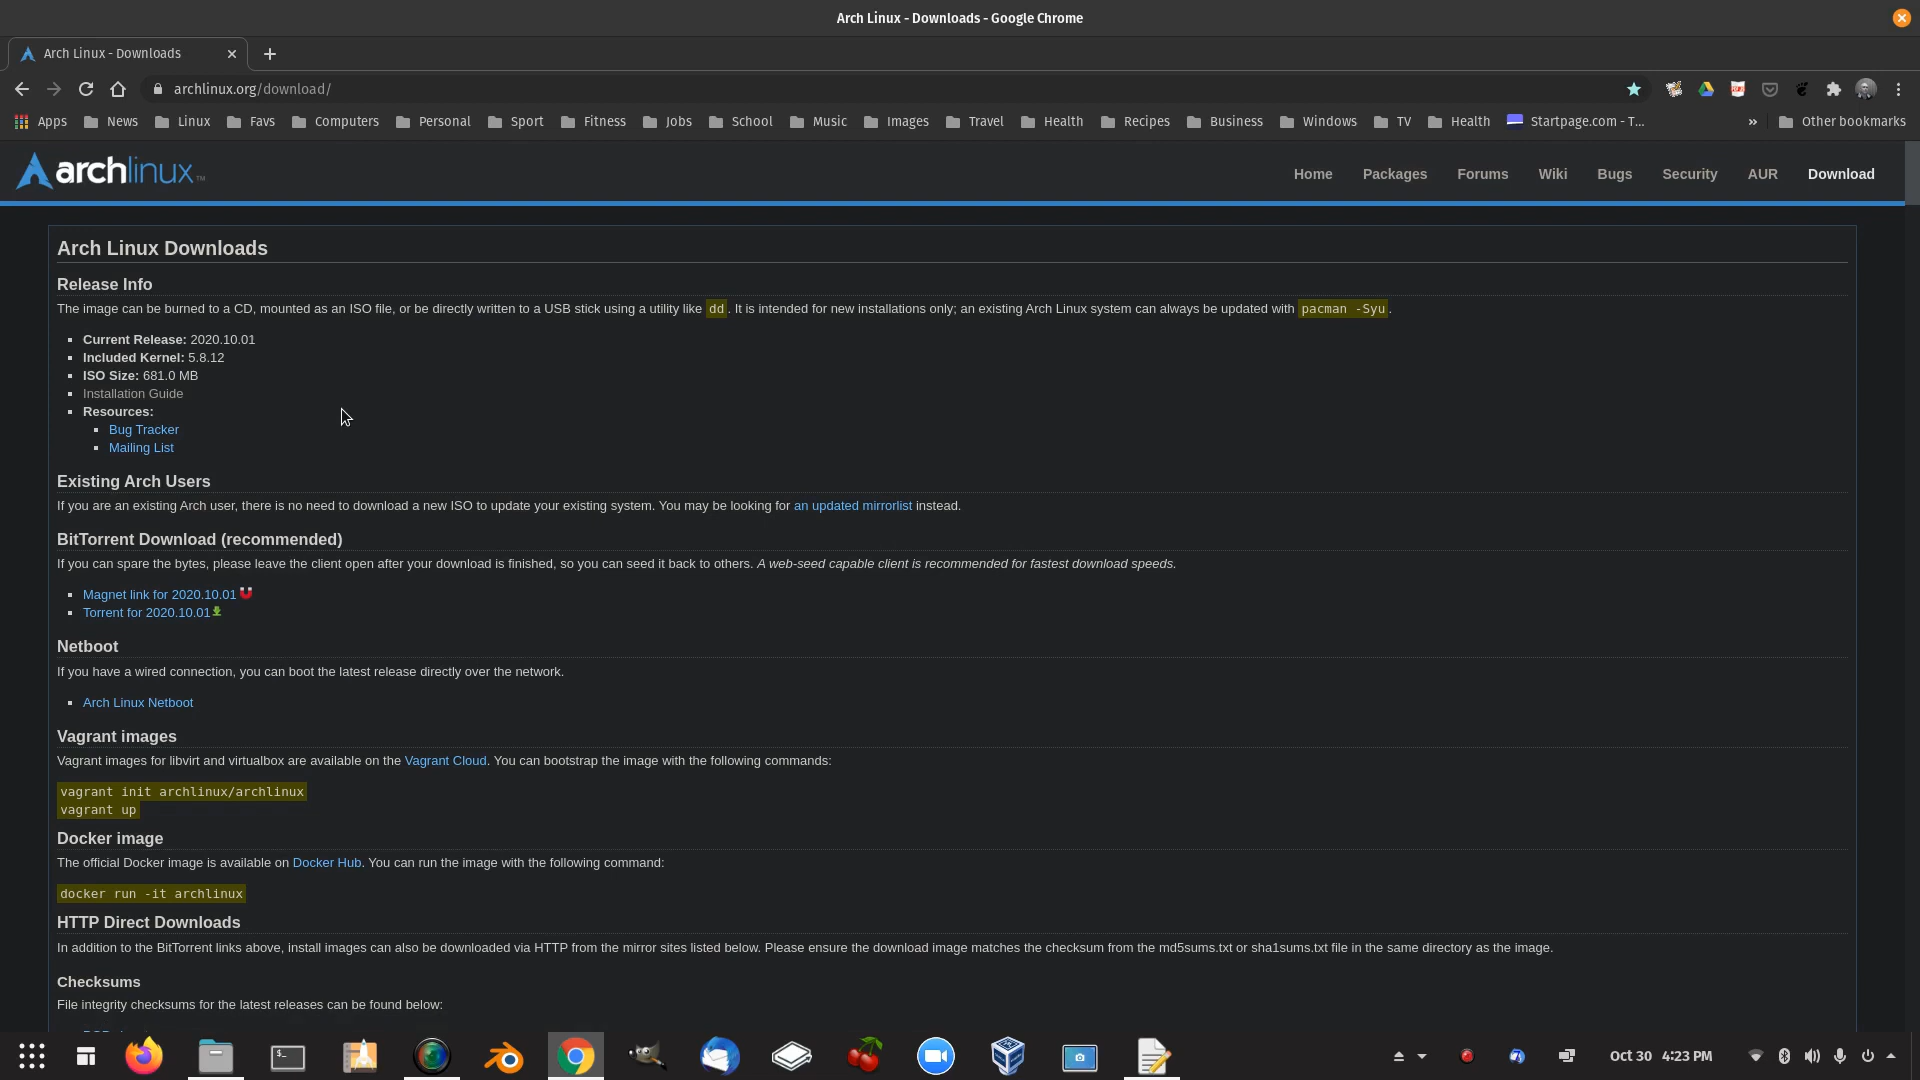 Arch Linux - Downloads - Google Chrome
Arch Linux - Downloads
archlinux.org/download/
Apps News Linux Favs Computers Personal Sport Fitness Jobs School Music Images Travel Health Recipes Business Windows TV Health Startpage.com - T... » Other bookmarks
archlinux™ Home Packages Forums Wiki Bugs Security AUR Download
Arch Linux Downloads
Release Info
The image can be burned to a CD, mounted as an ISO file, or be directly written to a USB stick using a utility like dd. It is intended for new installations only; an existing Arch Linux system can always be updated with pacman -Syu.
Current Release: 2020.10.01
Included Kernel: 5.8.12
ISO Size: 681.0 MB
Installation Guide
Resources:
Bug Tracker
Mailing List
Existing Arch Users
If you are an existing Arch user, there is no need to download a new ISO to update your existing system. You may be looking for an updated mirrorlist instead.
BitTorrent Download (recommended)
If you can spare the bytes, please leave the client open after your download is finished, so you can seed it back to others. A web-seed capable client is recommended for fastest download speeds.
Magnet link for 2020.10.01
Torrent for 2020.10.01
Netboot
If you have a wired connection, you can boot the latest release directly over the network.
Arch Linux Netboot
Vagrant images
Vagrant images for libvirt and virtualbox are available on the Vagrant Cloud. You can bootstrap the image with the following commands:
vagrant init archlinux/archlinux
vagrant up
Docker image
The official Docker image is available on Docker Hub. You can run the image with the following command:
docker run -it archlinux
HTTP Direct Downloads
In addition to the BitTorrent links above, install images can also be downloaded via HTTP from the mirror sites listed below. Please ensure the download image matches the checksum from the md5sums.txt or sha1sums.txt file in the same directory as the image.
Checksums
File integrity checksums for the latest releases can be found below:
Oct 30 4:23 PM